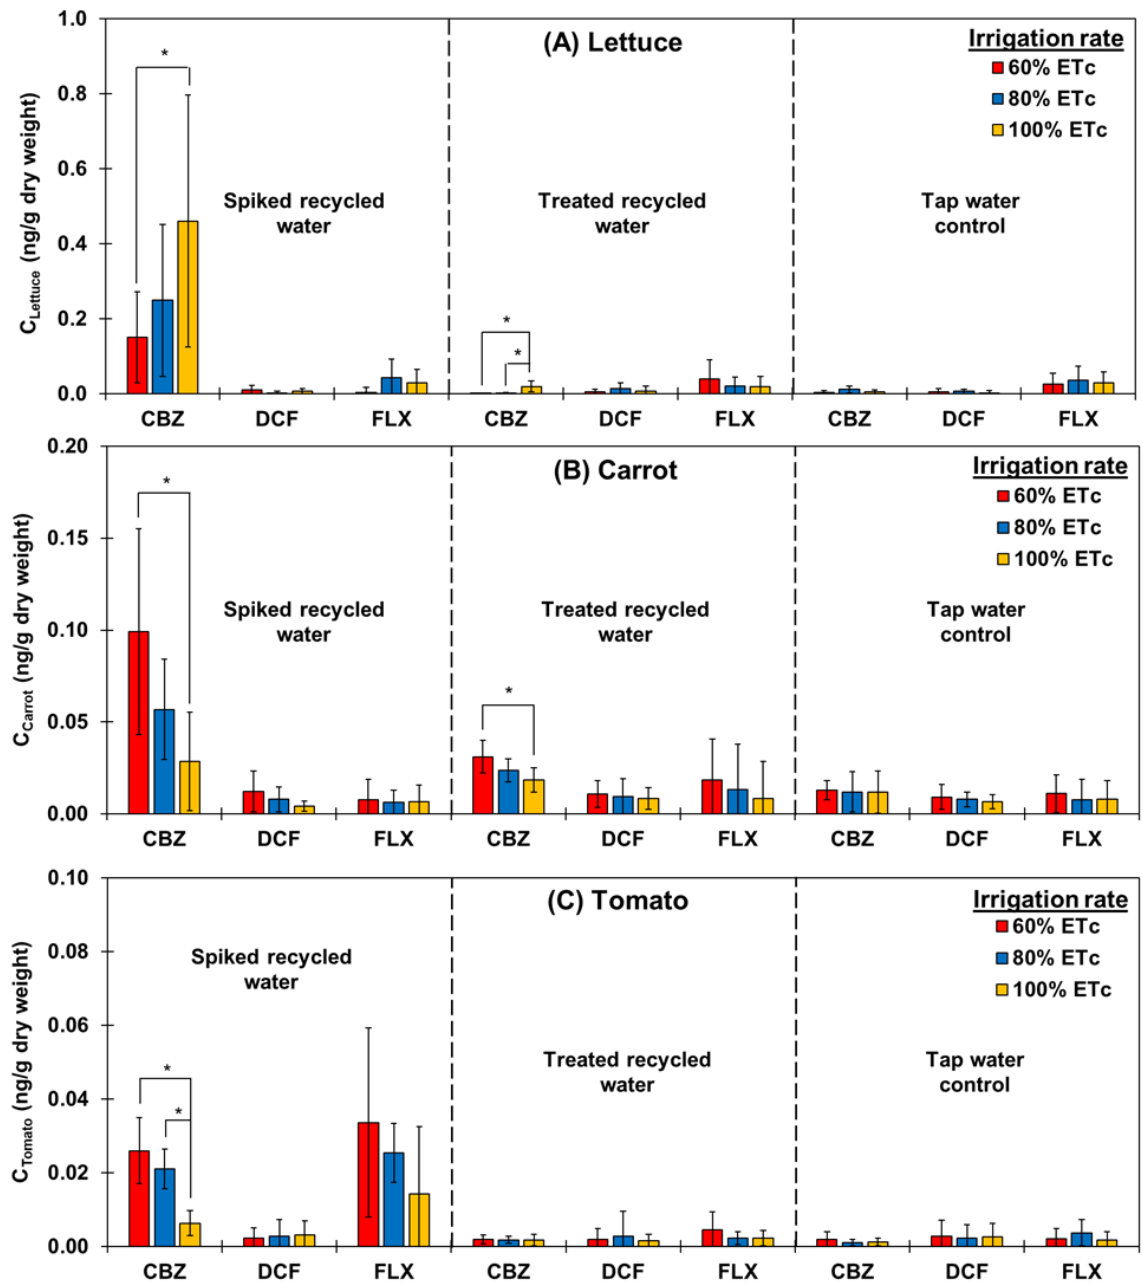 (A) Lettuce
Irrigation rate
60% ETc
80% ETc
100% ETc
C_Lettuce (ng/g dry weight)
1.0
0.8
0.6
0.4
0.2
0.0
Spiked recycled
water
Treated recycled
water
Tap water
control
*
*
*
CBZ DCF FLX CBZ DCF FLX CBZ DCF FLX
(B) Carrot
Irrigation rate
60% ETc
80% ETc
100% ETc
C_Carrot (ng/g dry weight)
0.20
0.15
0.10
0.05
0.00
Spiked recycled
water
Treated recycled
water
Tap water
control
*
*
CBZ DCF FLX CBZ DCF FLX CBZ DCF FLX
(C) Tomato
Irrigation rate
60% ETc
80% ETc
100% ETc
C_Tomato (ng/g dry weight)
0.10
0.08
0.06
0.04
0.02
0.00
Spiked recycled
water
Treated recycled
water
Tap water
control
*
*
CBZ DCF FLX CBZ DCF FLX CBZ DCF FLX